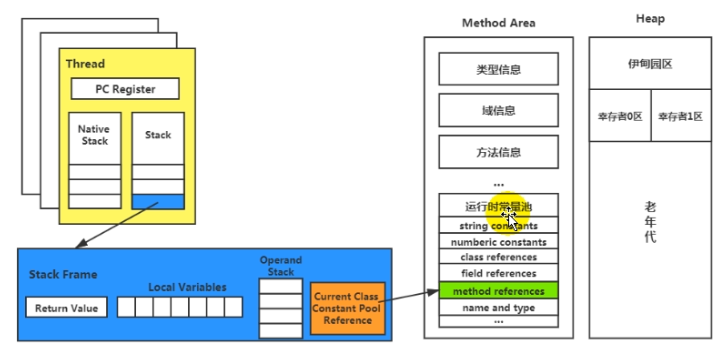 Thread
PC Register
Native
Stack
Stack
Stack Frame
Return Value
Local Variables
Operand
Stack
Current Class
Constant Pool
Reference
Method Area
类型信息
域信息
方法信息
...
运行时常量池
string constants
numberic constants
class references
field references
method references
name and type
...
Heap
伊甸园区
幸存者0区
幸存者1区
老
年
代